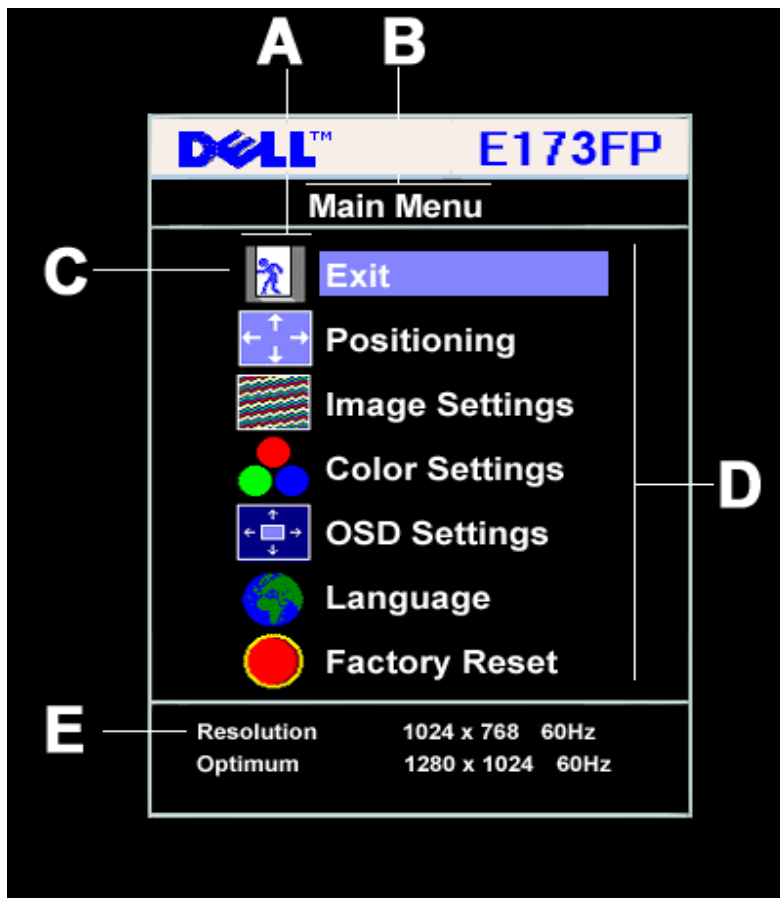 A B
DELL™ E173FP
Main Menu
C
Exit
Positioning
Image Settings
Color Settings
D
OSD Settings
Language
Factory Reset
E
Resolution 1024 x 768 60Hz
Optimum 1280 x 1024 60Hz